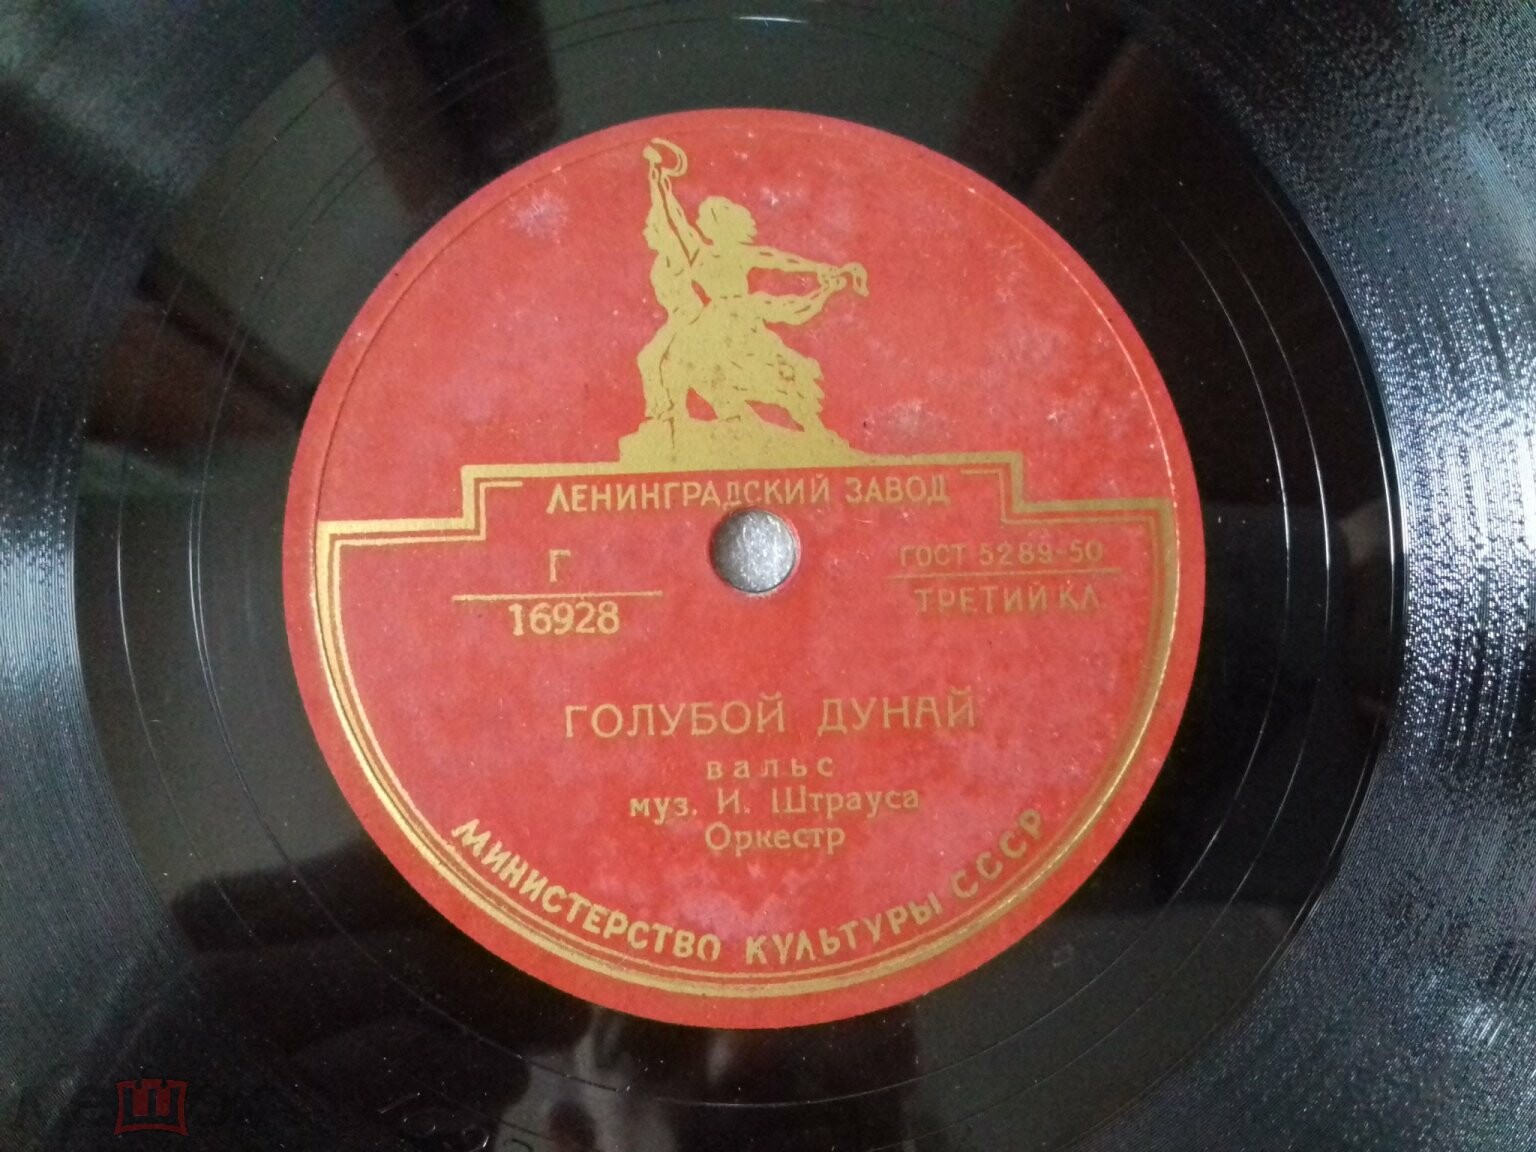 ЛЕНИНГРАДСКИЙ ЗАВОД
Г
16928
ГОСТ 5289-50
ТРЕТИЙ КЛ
ГОЛУБОЙ ДУНАЙ
вальс
муз. И. Штрауса
Оркестр
МИНИСТЕРСТВО КУЛЬТУРЫ СССР